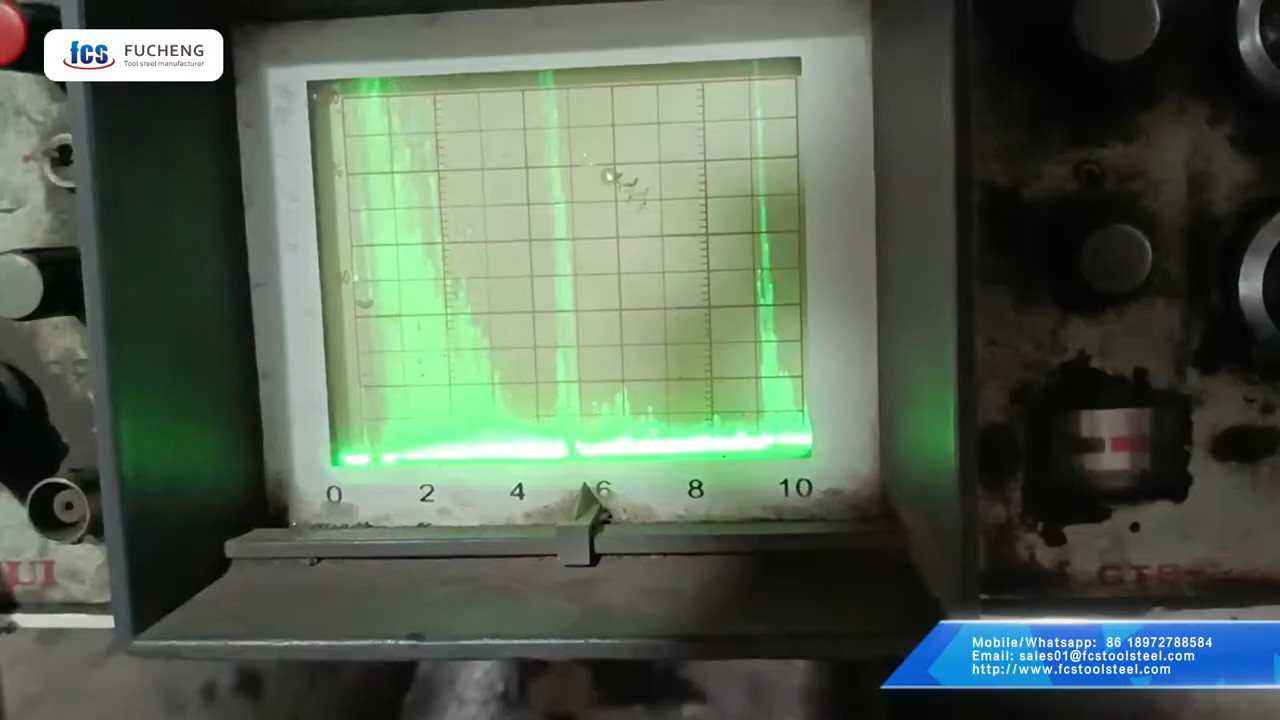 fcs FUCHENG
Tool steel manufacturer
0 2 4 6 8 10
UI
Mobile/Whatsapp: 86 18972788584
Email: sales01@fcstoolsteel.com
http://www.fcstoolsteel.com